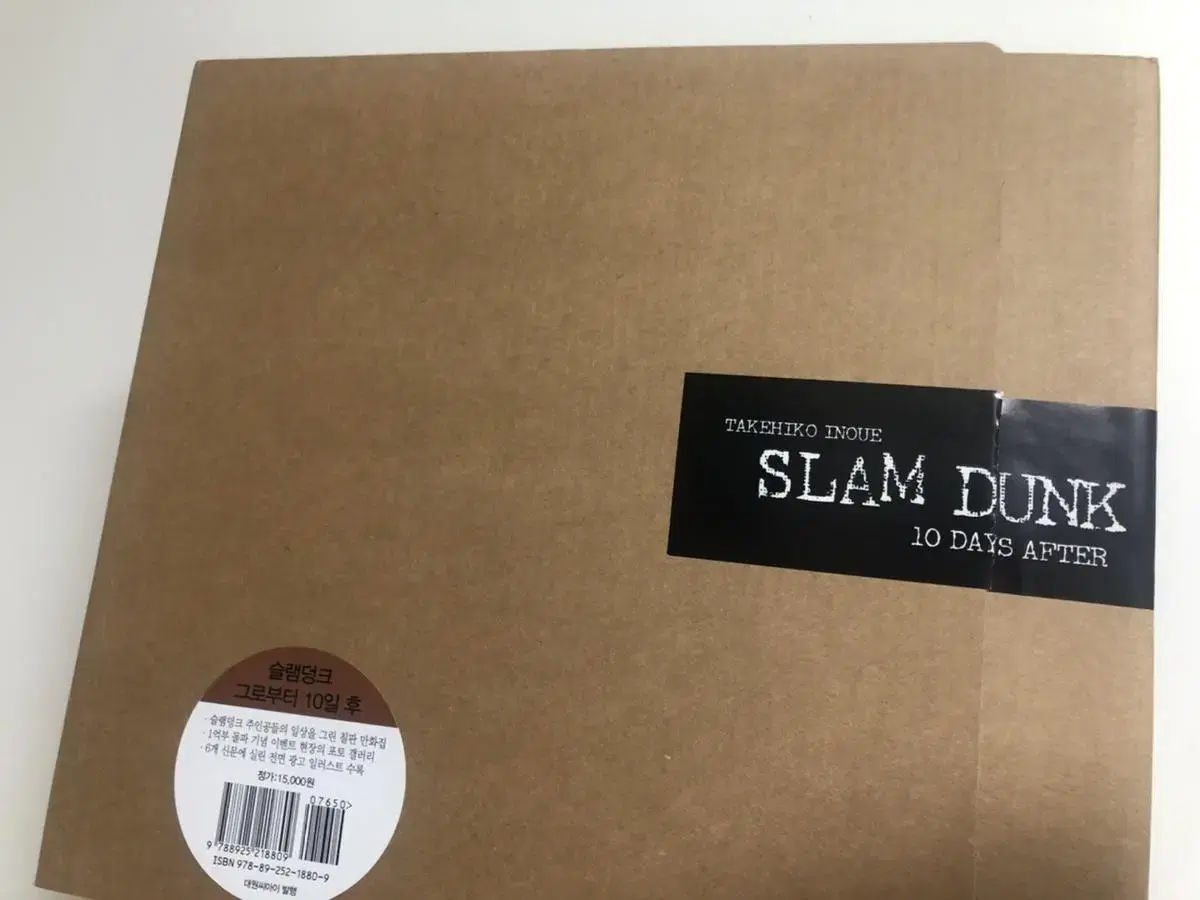 TAKEHIKO INOUE
SLAM DUNK
10 DAYS AFTER
슬램덩크
그로부터 10일 후
· 슬램덩크 주인공들의 일상을 그린 칠판 만화집
· 1억부 돌파 기념 이벤트 현장의 포토 갤러리
· 6개 신문에 실린 전면 광고 일러스트 수록
정가:15,000원
07650>
9 788925 218809
ISBN 978-89-252-1880-9
대원씨아이 발행